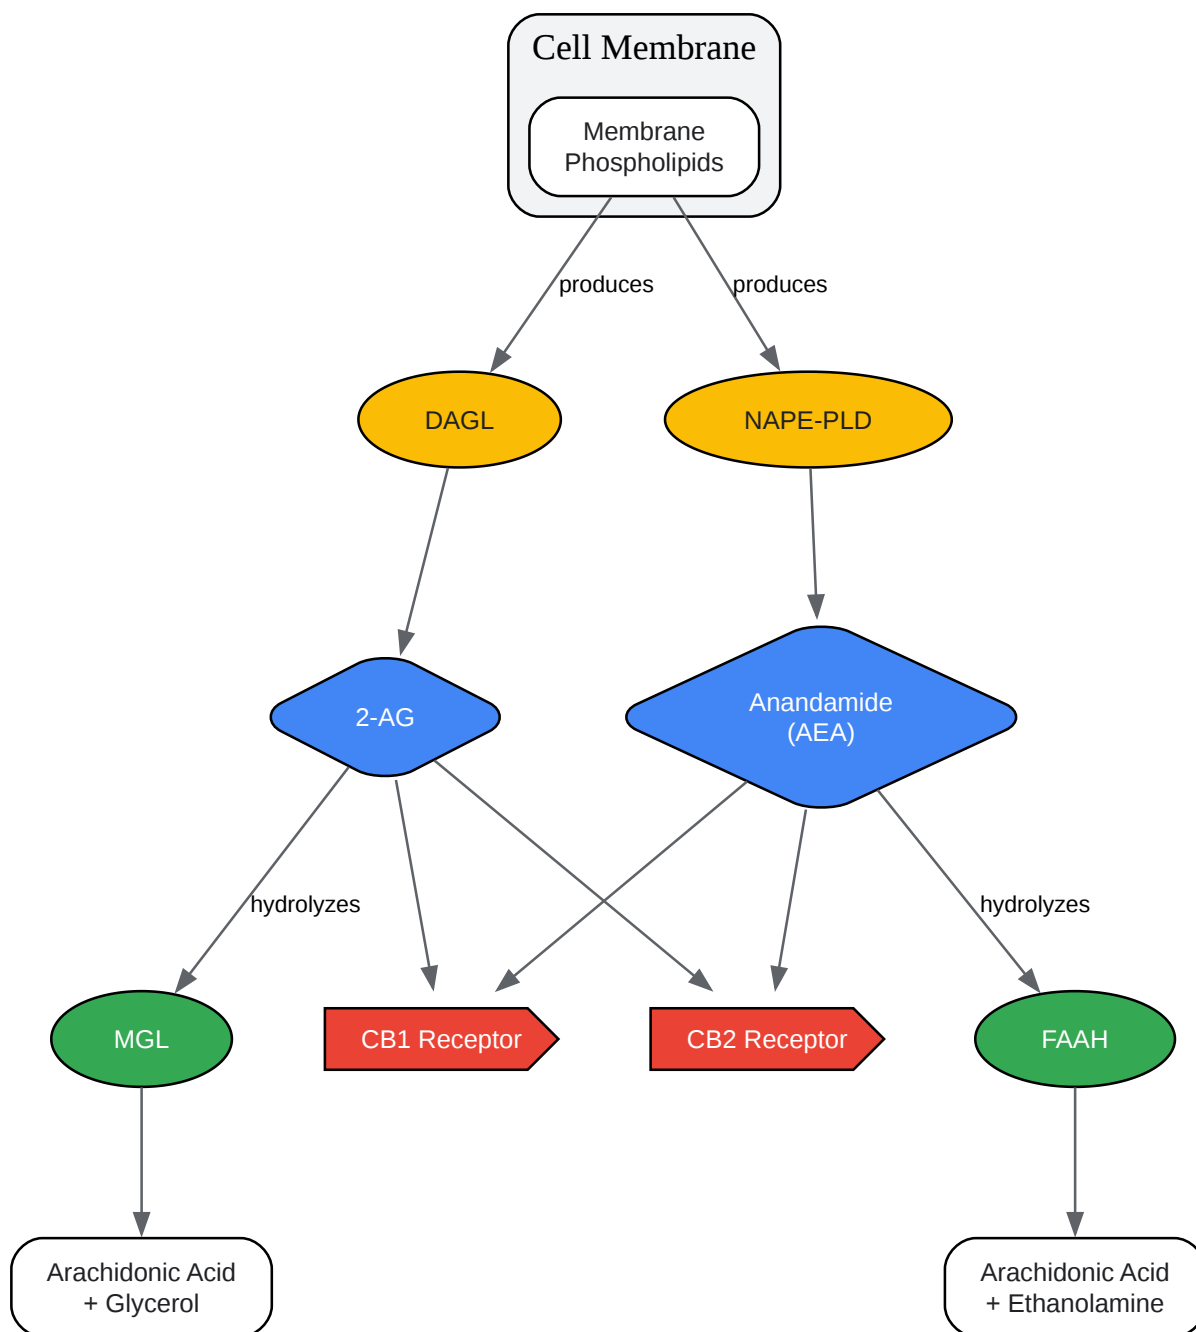 Cell Membrane
Membrane
Phospholipids
produces
produces
DAGL
NAPE-PLD
2-AG
Anandamide
(AEA)
hydrolyzes
hydrolyzes
MGL
CB1 Receptor
CB2 Receptor
FAAH
Arachidonic Acid
+ Glycerol
Arachidonic Acid
+ Ethanolamine